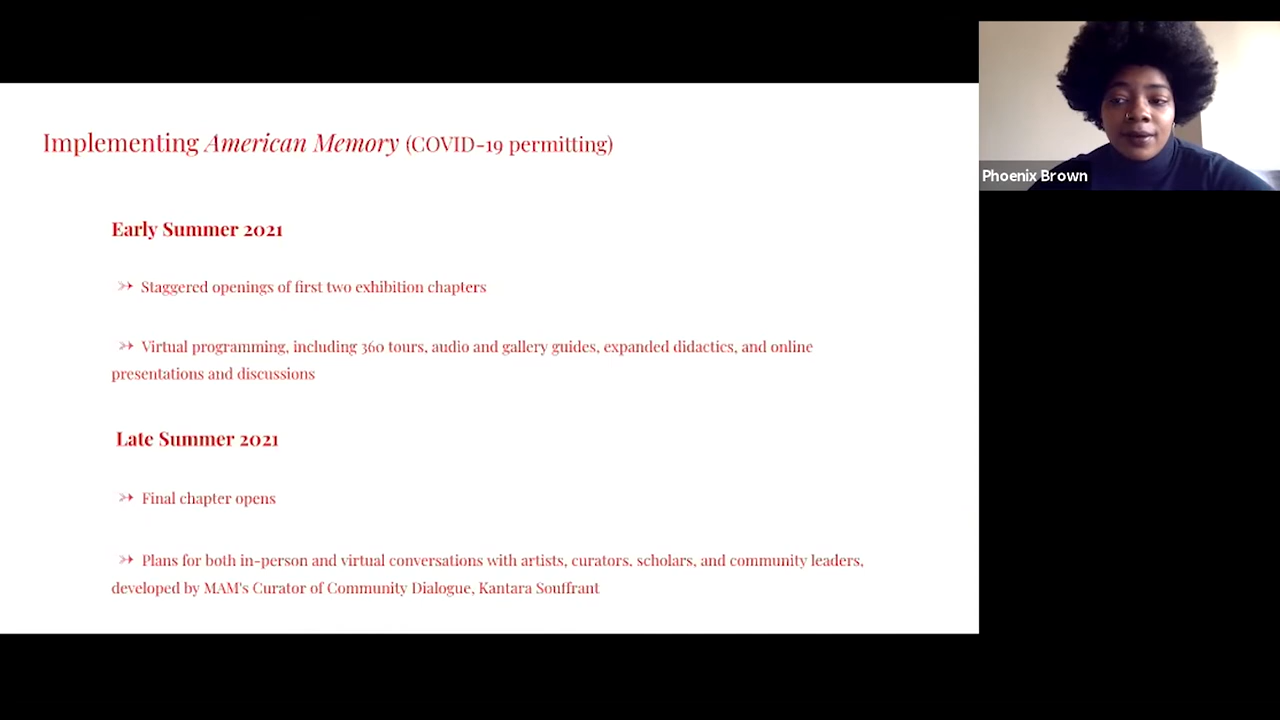 Implementing American Memory (COVID-19 permitting)
Early Summer 2021
➳ Staggered openings of first two exhibition chapters
➳ Virtual programming, including 360 tours, audio and gallery guides, expanded didactics, and online
presentations and discussions
Late Summer 2021
➳ Final chapter opens
➳ Plans for both in-person and virtual conversations with artists, curators, scholars, and community leaders,
developed by MAM's Curator of Community Dialogue, Kantara Souffrant
Phoenix Brown